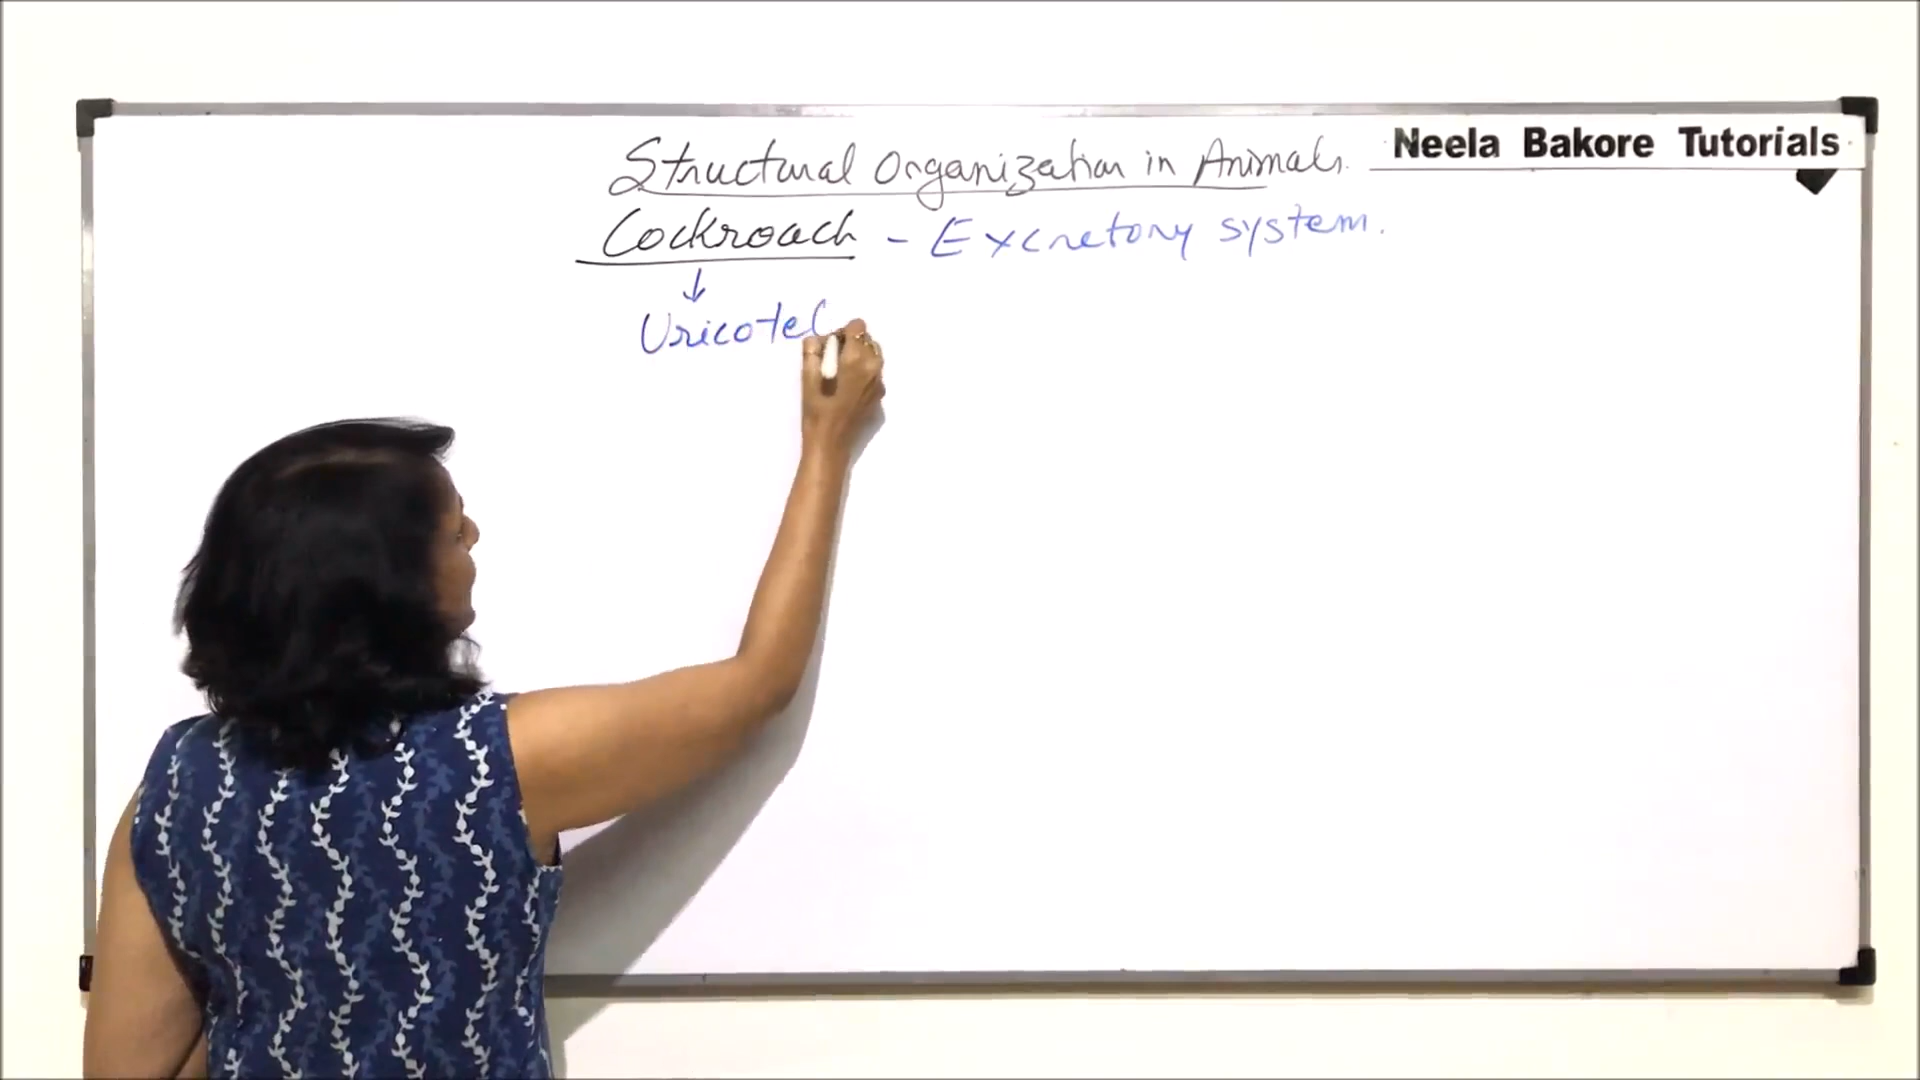 Neela Bakore Tutorials
Structural Organization in Animals.
Cockroach - Excretory system.
↓
Uricotel